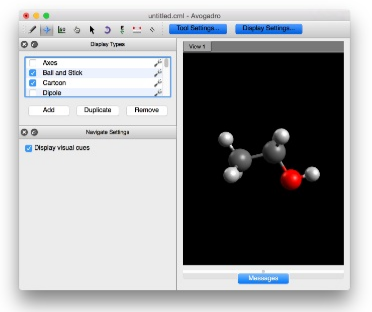 untitled.cml - Avogadro
Tool Settings...
Display Settings...
Display Types
View 1
Axes
Ball and Stick
Cartoon
Dipole
Add
Duplicate
Remove
Navigate Settings
Display visual cues
Messages